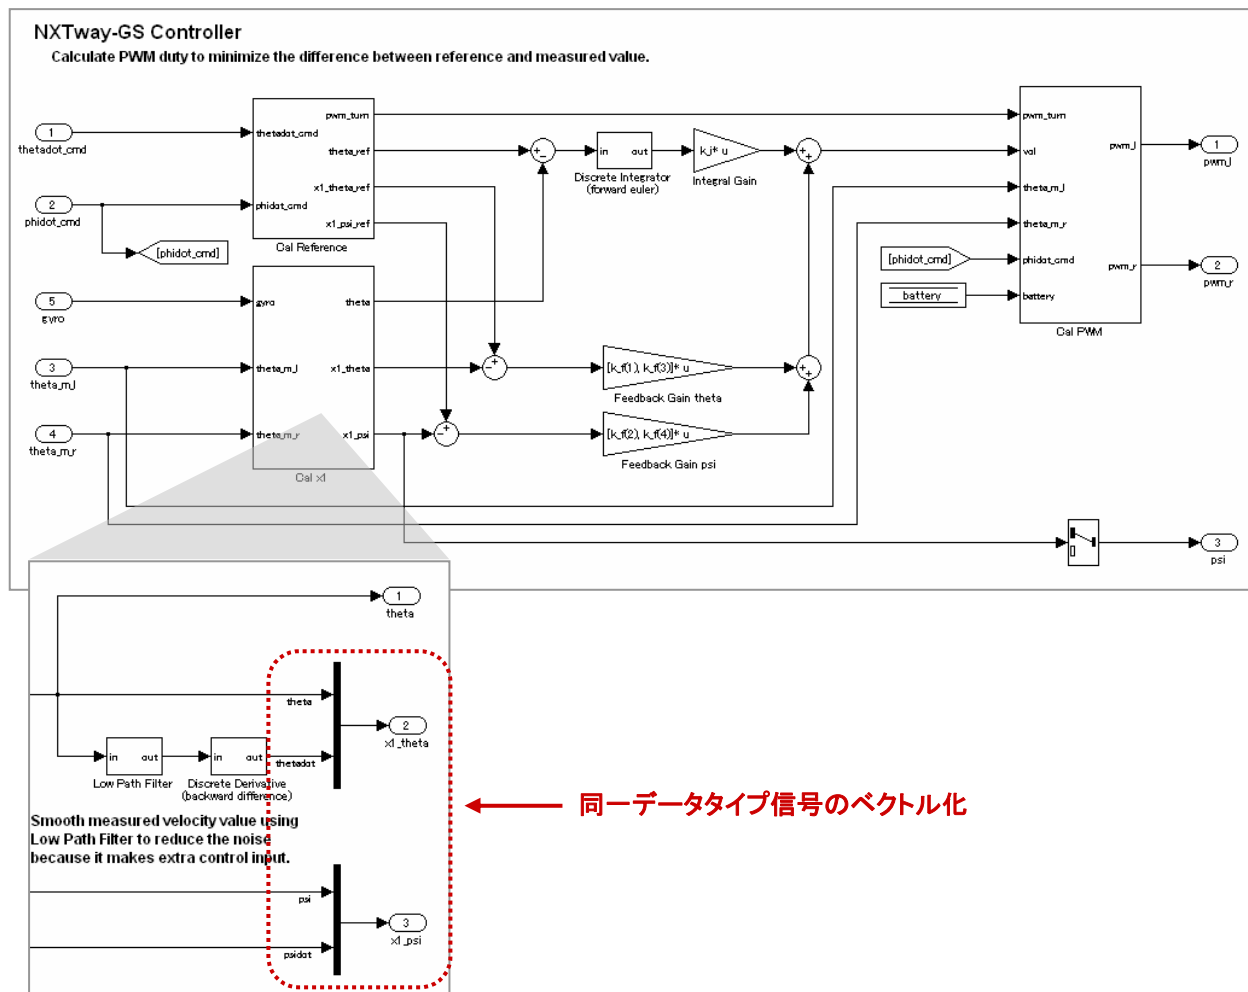 NXTway-GS Controller
Calculate PWM duty to minimize the difference between reference and measured value.
1
thetadot_cmd
2
phidot_cmd
[phidot_cmd]
5
gyro
3
theta_m_l
4
theta_m_r
thetadot_cmd
phidot_cmd
pwm_turn
theta_ref
x1_theta_ref
x1_psi_ref
Cal Reference
gyro
theta_m_l
theta_m_r
theta
x1_theta
x1_psi
Cal x1
in out
Discrete Integrator
(forward euler)
k_i* u
Integral Gain
[k_f(1), k_f(3)]* u
Feedback Gain theta
[k_f(2), k_f(4)]* u
Feedback Gain psi
[phidot_cmd]
battery
pwm_turn
vol
theta_m_l
theta_m_r
phidot_cmd
battery
pwm_l
pwm_r
Cal PWM
1
pwm_l
2
pwm_r
3
psi
1
theta
theta
2
x1_theta
in out
Low Path Filter
in out
Discrete Derivative
(backward difference)
thetadot
Smooth measured velocity value using
Low Path Filter to reduce the noise
because it makes extra control input.
psi
3
x1_psi
psidot
同一データタイプ信号のベクトル化